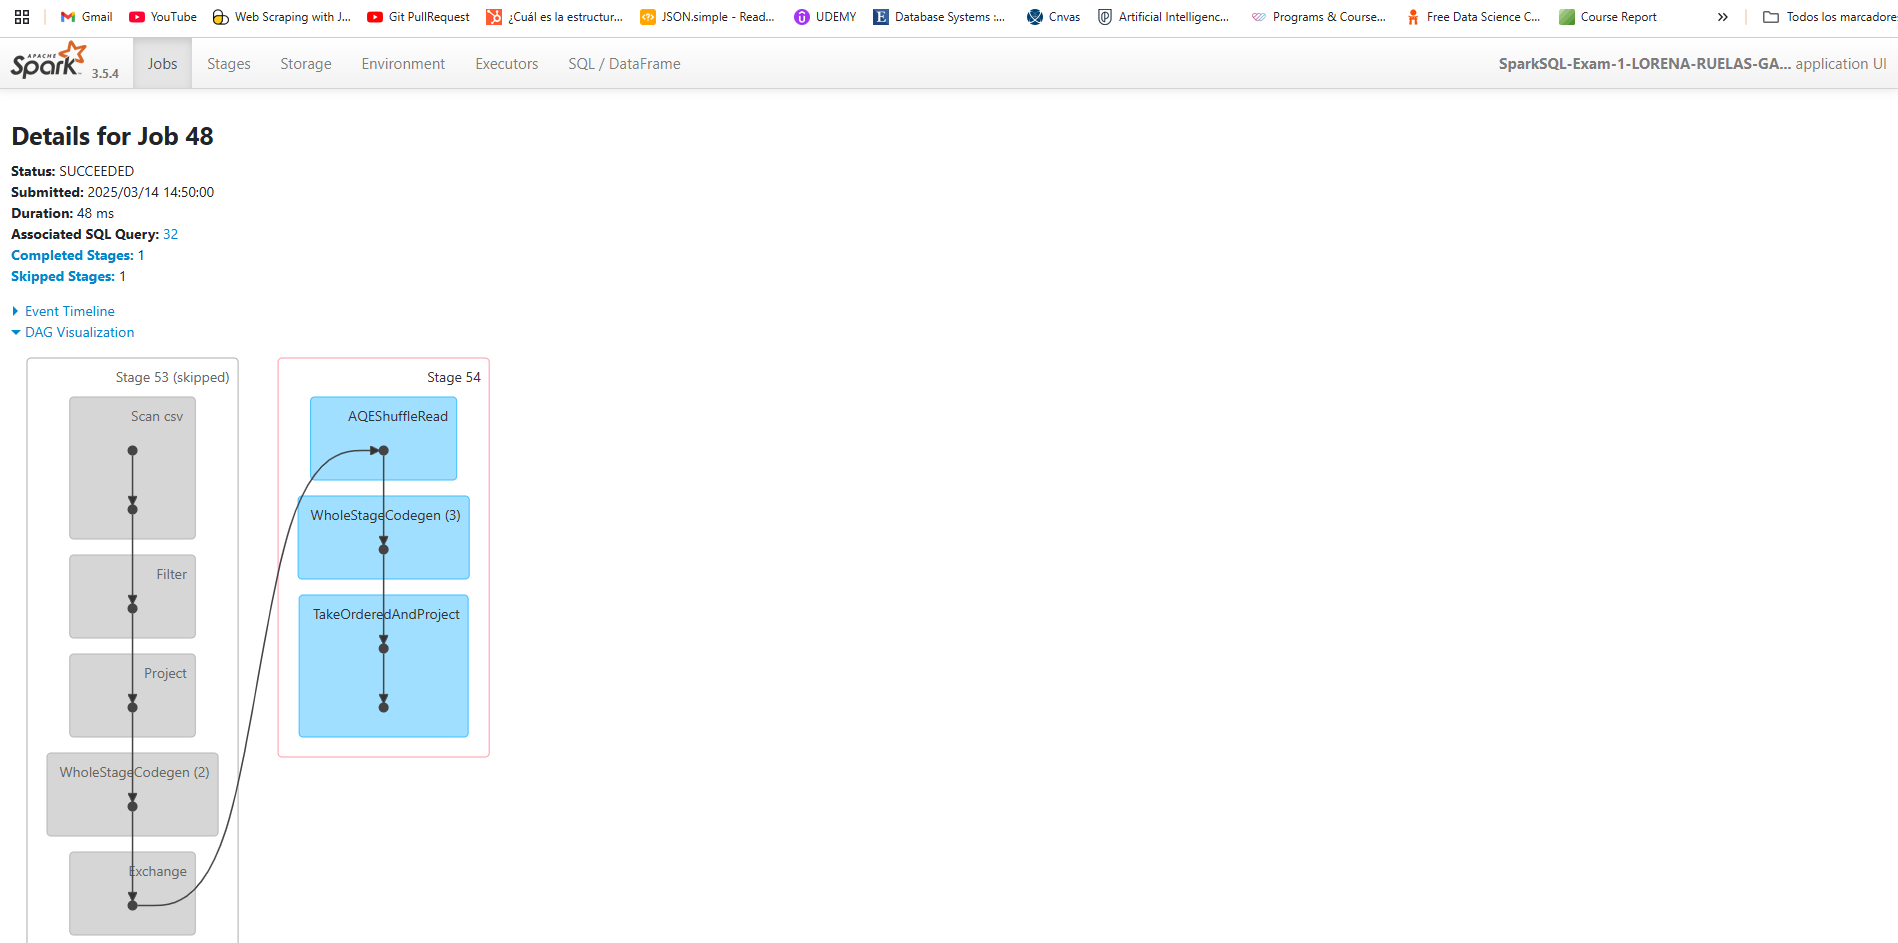 Gmail YouTube Web Scraping with J... Git PullRequest ¿Cuál es la estructur... JSON.simple - Read... UDEMY Database Systems :... Cnvas Artificial Intelligenc... Programs & Course... Free Data Science C... Course Report » Todos los marcadores
APACHE Spark 3.5.4 Jobs Stages Storage Environment Executors SQL / DataFrame SparkSQL-Exam-1-LORENA-RUELAS-GA... application UI
Details for Job 48
Status: SUCCEEDED
Submitted: 2025/03/14 14:50:00
Duration: 48 ms
Associated SQL Query: 32
Completed Stages: 1
Skipped Stages: 1
Event Timeline
DAG Visualization
Stage 53 (skipped)
Scan csv
Filter
Project
WholeStageCodegen (2)
Exchange
Stage 54
AQEShuffleRead
WholeStageCodegen (3)
TakeOrderedAndProject